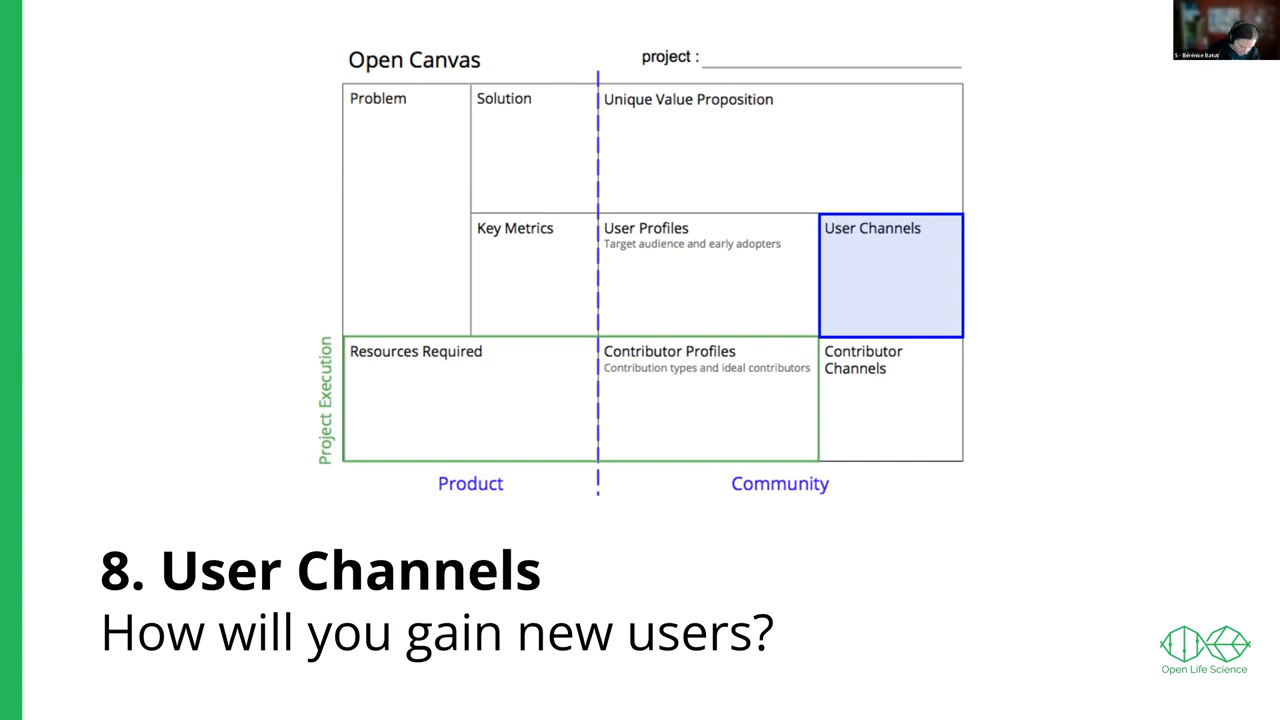 S - Bérénice Batut
Open Canvas
project :
Problem
Solution
Unique Value Proposition
Key Metrics
User Profiles
Target audience and early adopters
User Channels
Project Execution
Resources Required
Contributor Profiles
Contribution types and ideal contributors
Contributor
Channels
Product
Community
8. User Channels
How will you gain new users?
Open Life Science